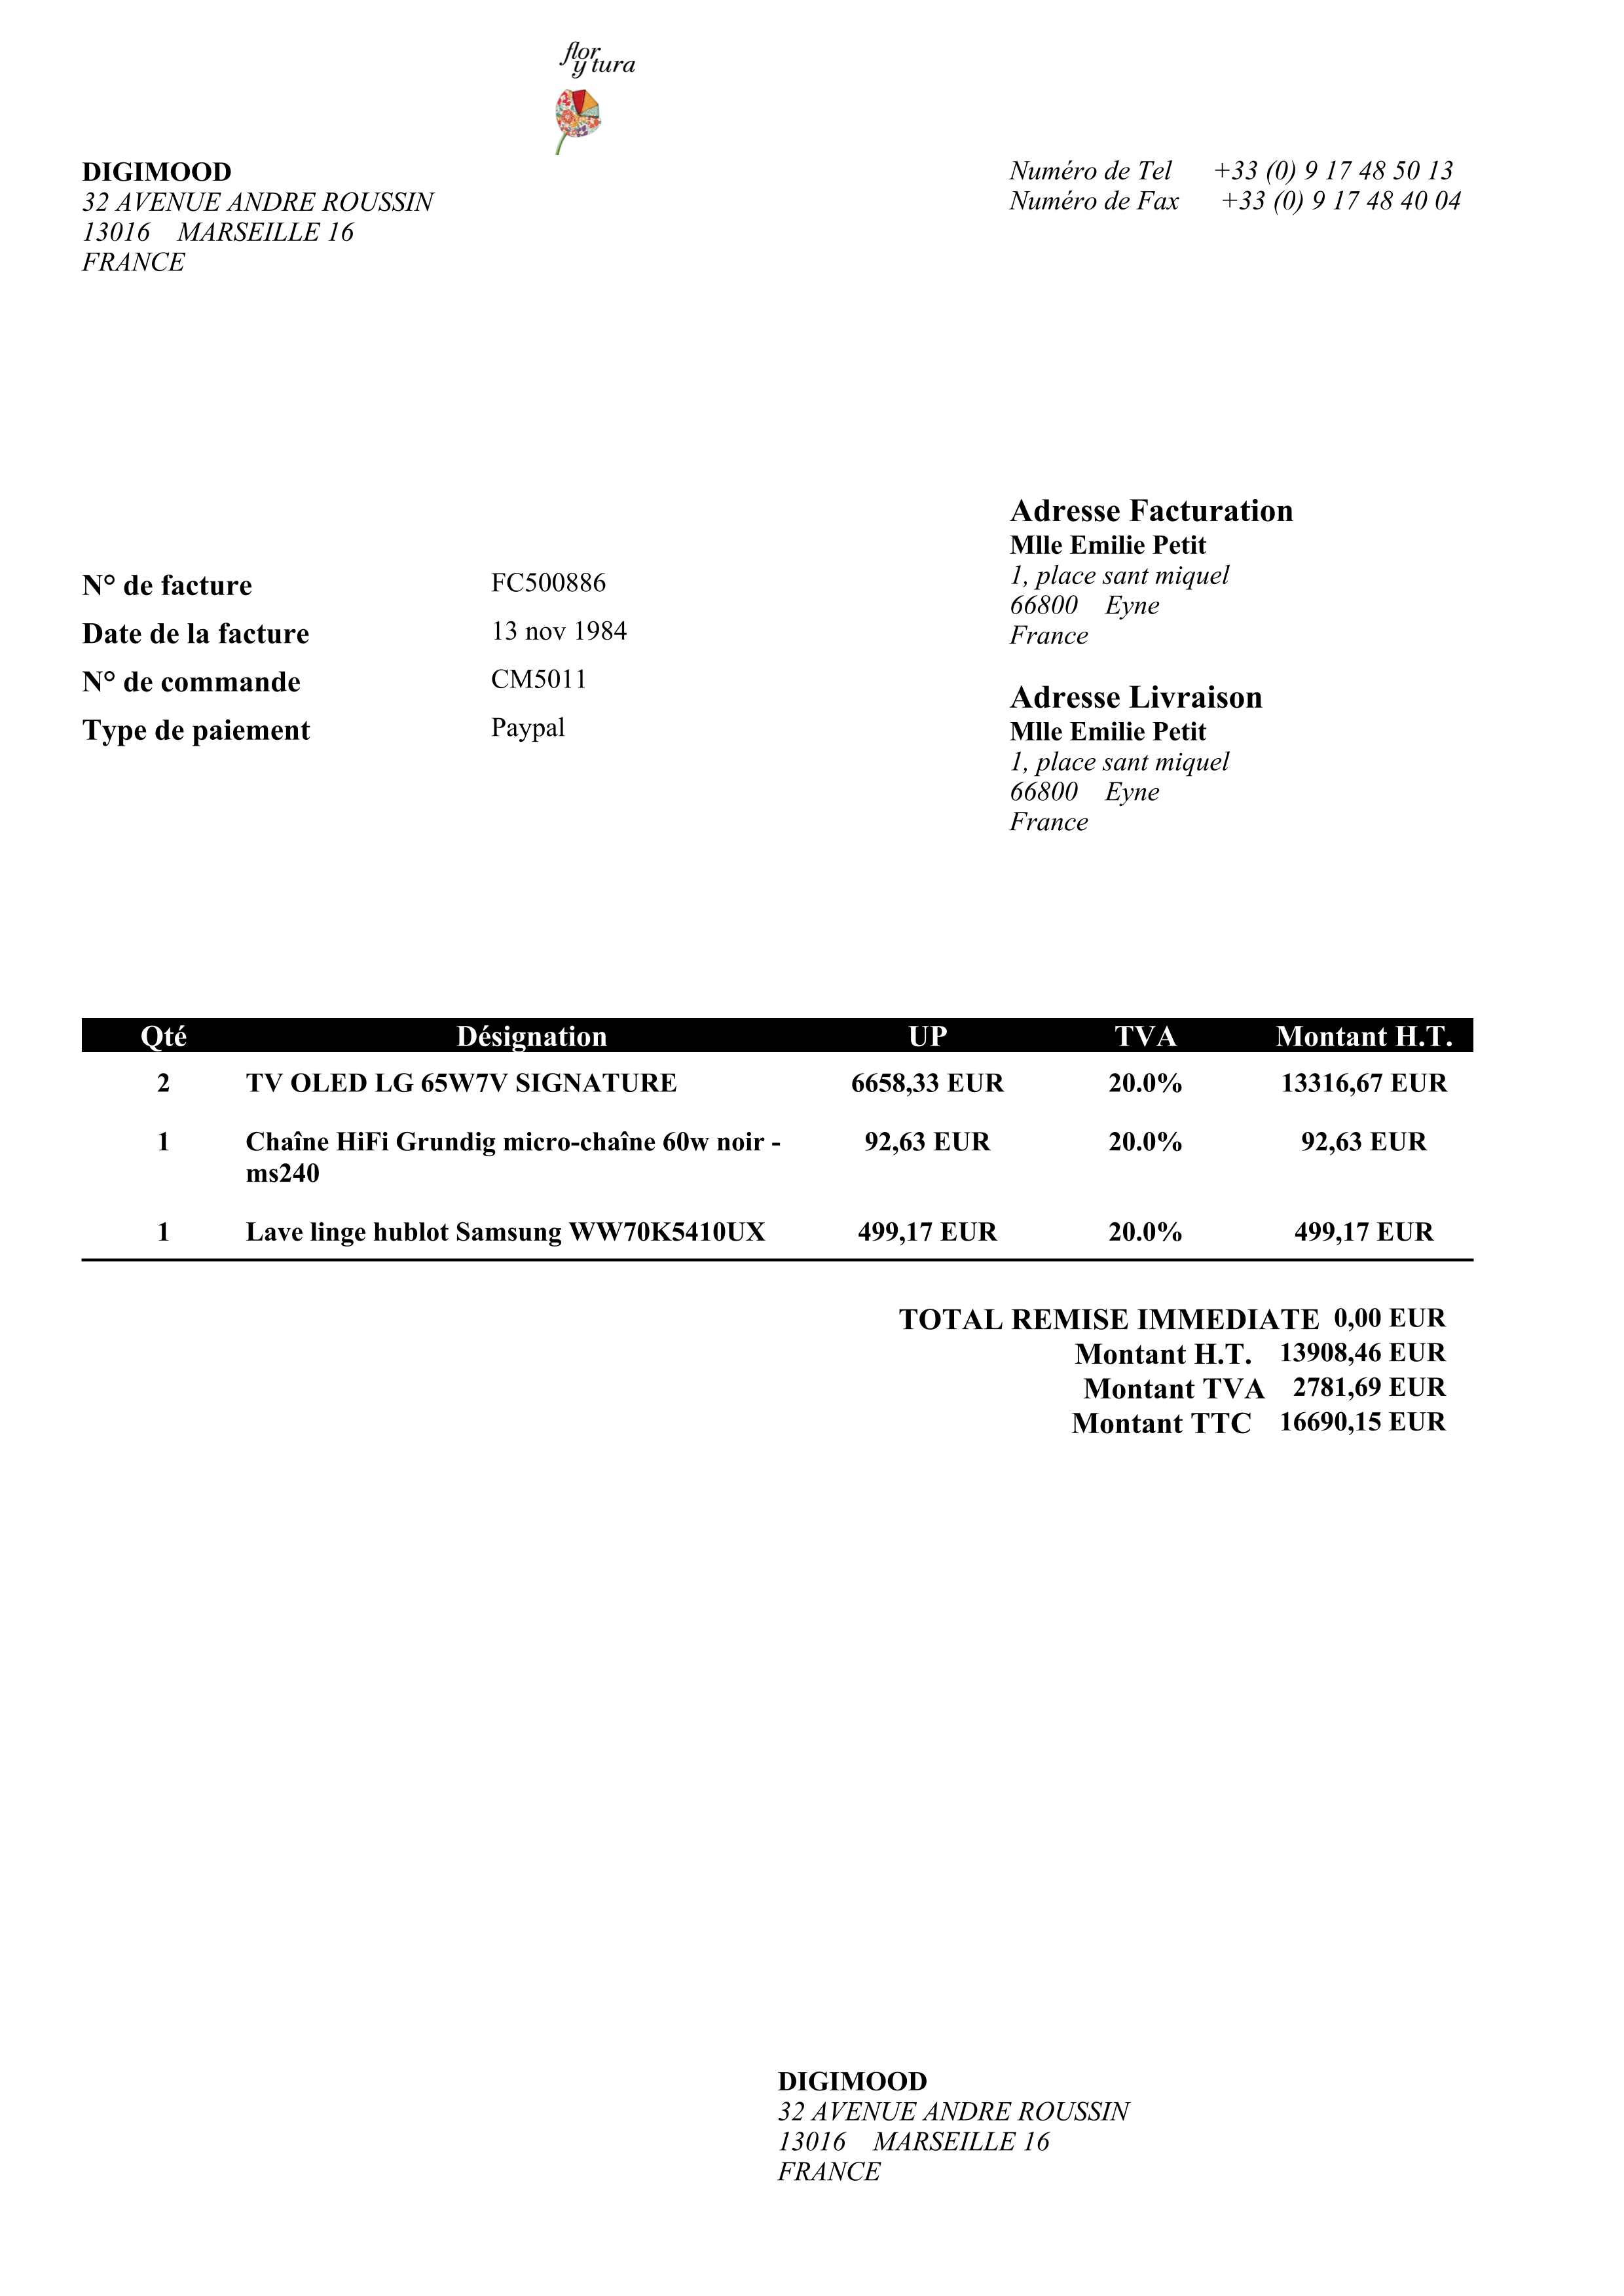 flor
y tura
DIGIMOOD
32 AVENUE ANDRE ROUSSIN
13016 MARSEILLE 16
FRANCE
Numéro de Tel +33 (0) 9 17 48 50 13
Numéro de Fax +33 (0) 9 17 48 40 04
N° de facture FC500886
Date de la facture 13 nov 1984
N° de commande CM5011
Type de paiement Paypal
Adresse Facturation
Mlle Emilie Petit
1, place sant miquel
66800 Eyne
France
Adresse Livraison
Mlle Emilie Petit
1, place sant miquel
66800 Eyne
France
Qté Désignation UP TVA Montant H.T.
2 TV OLED LG 65W7V SIGNATURE 6658,33 EUR 20.0% 13316,67 EUR
1 Chaîne HiFi Grundig micro-chaîne 60w noir - 92,63 EUR 20.0% 92,63 EUR
ms240
1 Lave linge hublot Samsung WW70K5410UX 499,17 EUR 20.0% 499,17 EUR
TOTAL REMISE IMMEDIATE 0,00 EUR
Montant H.T. 13908,46 EUR
Montant TVA 2781,69 EUR
Montant TTC 16690,15 EUR
DIGIMOOD
32 AVENUE ANDRE ROUSSIN
13016 MARSEILLE 16
FRANCE